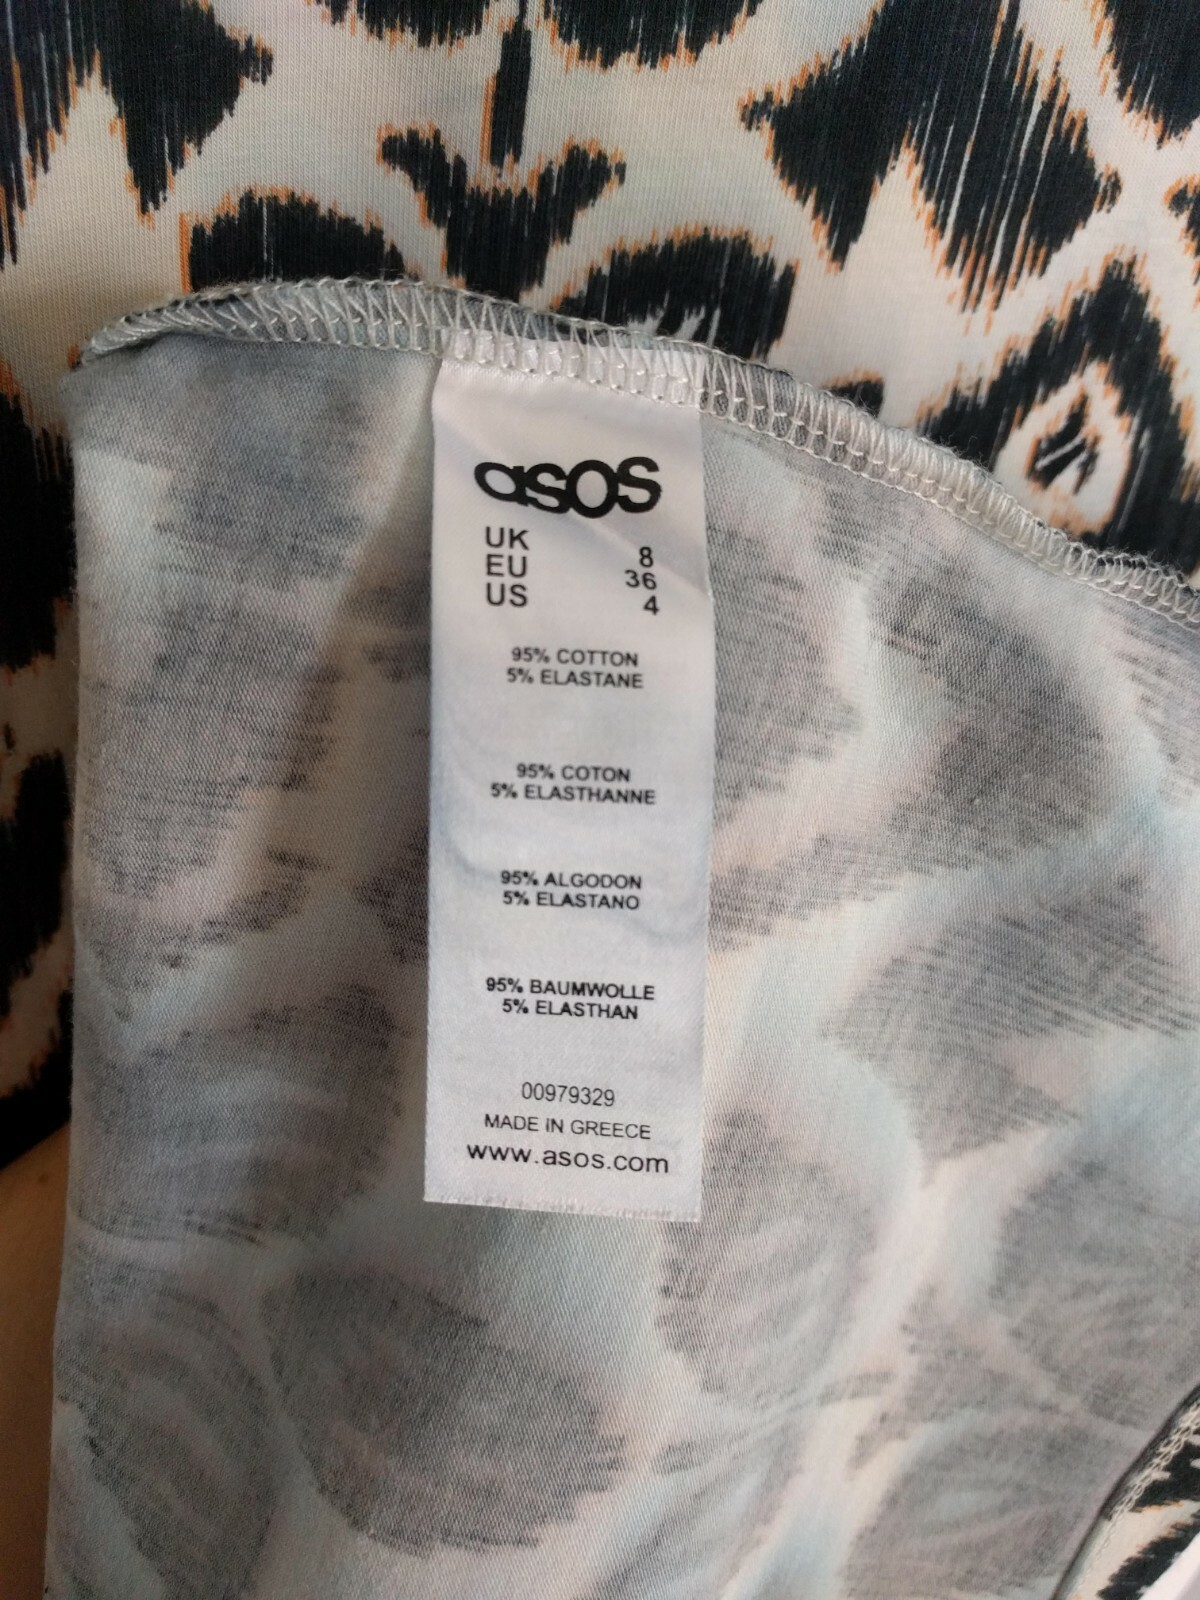 asos
UK 8
EU 36
US 4
95% COTTON
5% ELASTANE
95% COTON
5% ELASTHANNE
95% ALGODON
5% ELASTANO
95% BAUMWOLLE
5% ELASTHAN
00979329
MADE IN GREECE
www.asos.com